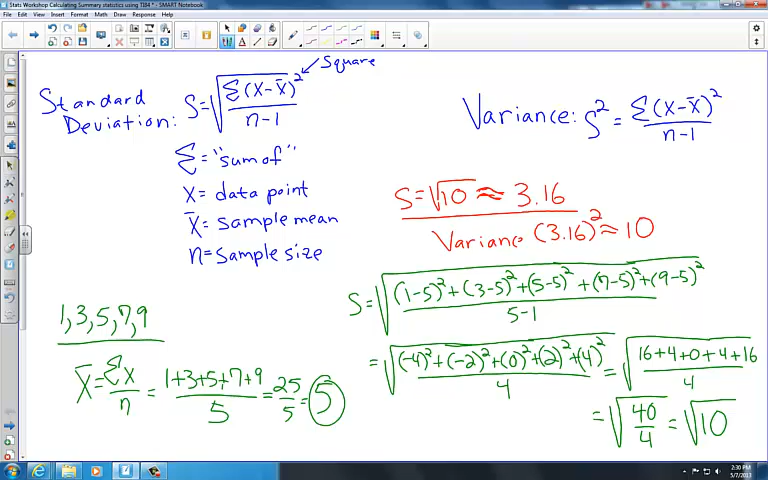 Stats Workshop Calculating Summary statistics using TI84 * - SMART Notebook
File Edit View Insert Format Math Draw Response Help
Standard Deviation: S = √(Σ(X-X̄)²/(n-1))
Square
Σ = "sum of"
X = data point
X̄ = sample mean
n = sample size
Variance: S² = Σ(X-X̄)²/(n-1)
S = √10 ≈ 3.16
Variance (3.16)² ≈ 10
1,3,5,7,9
X̄ = Σx/n = (1+3+5+7+9)/5 = 25/5 = 5
S = √(((1-5)²+(3-5)²+(5-5)²+(7-5)²+(9-5)²)/(5-1))
= √(((-4)²+(-2)²+(0)²+(2)²+(4)²)/4) = √((16+4+0+4+16)/4)
= √(40/4) = √10
2:30 PM
5/7/2013